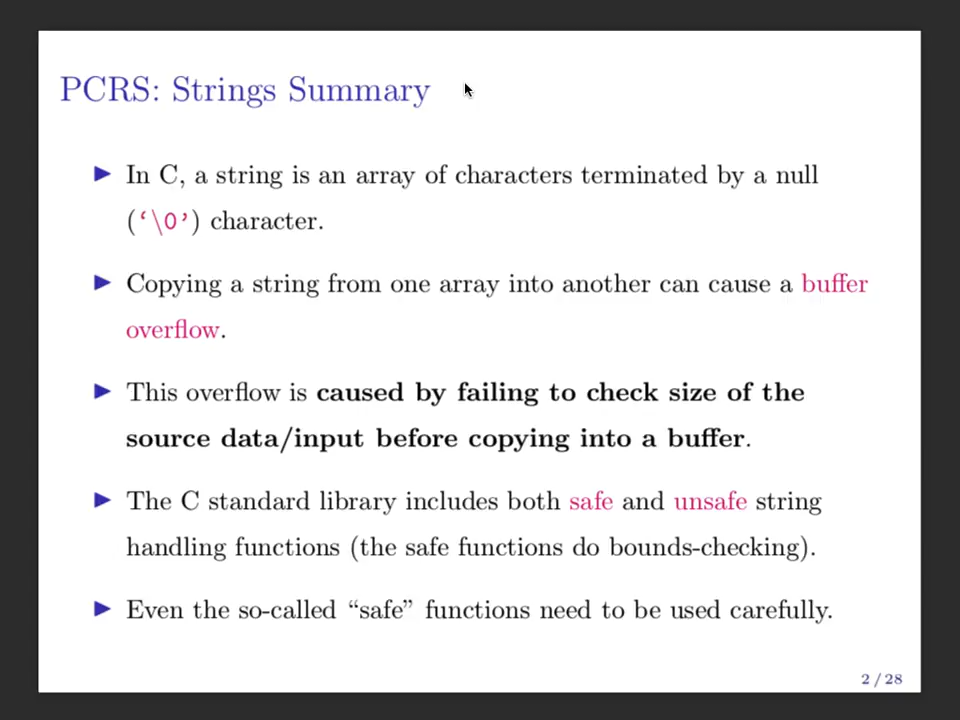 PCRS: Strings Summary
▶ In C, a string is an array of characters terminated by a null
(‘\0’) character.
▶ Copying a string from one array into another can cause a buffer
overflow.
▶ This overflow is caused by failing to check size of the
source data/input before copying into a buffer.
▶ The C standard library includes both safe and unsafe string
handling functions (the safe functions do bounds-checking).
▶ Even the so-called “safe” functions need to be used carefully.
2 / 28